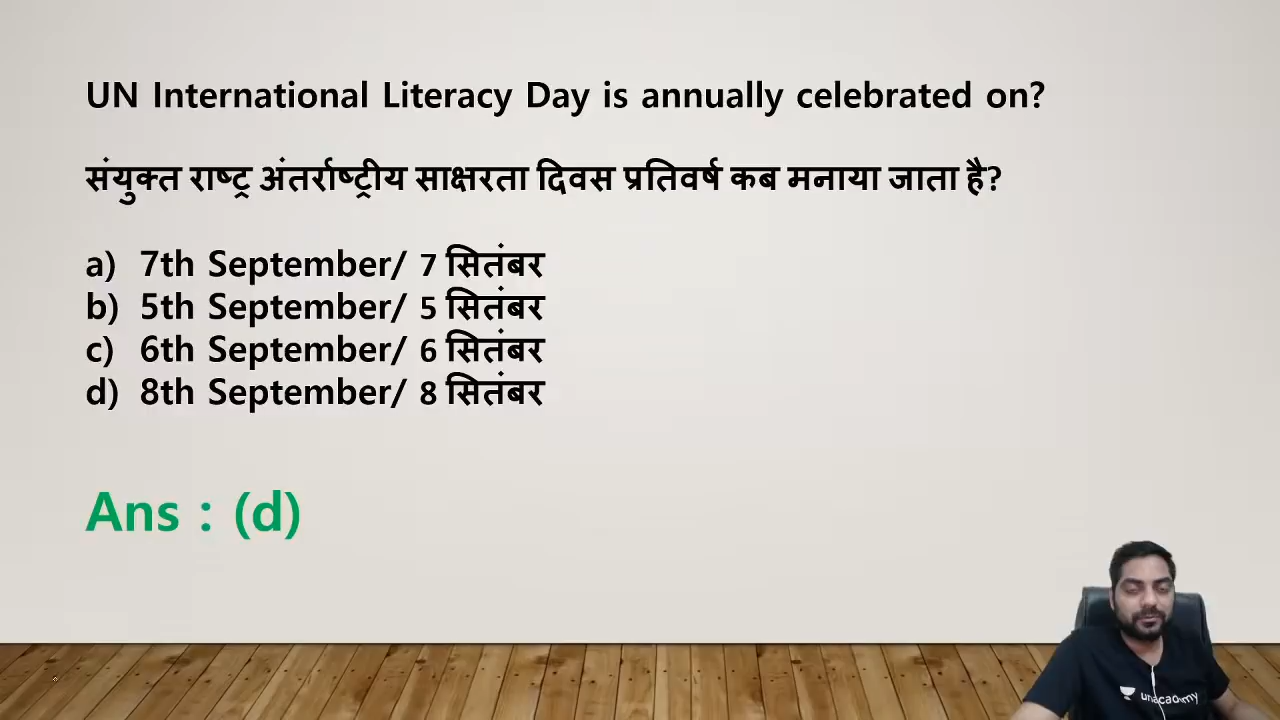 UN International Literacy Day is annually celebrated on?
संयुक्त राष्ट्र अंतर्राष्ट्रीय साक्षरता दिवस प्रतिवर्ष कब मनाया जाता है?
a) 7th September/ 7 सितंबर
b) 5th September/ 5 सितंबर
c) 6th September/ 6 सितंबर
d) 8th September/ 8 सितंबर
Ans : (d)
unacademy